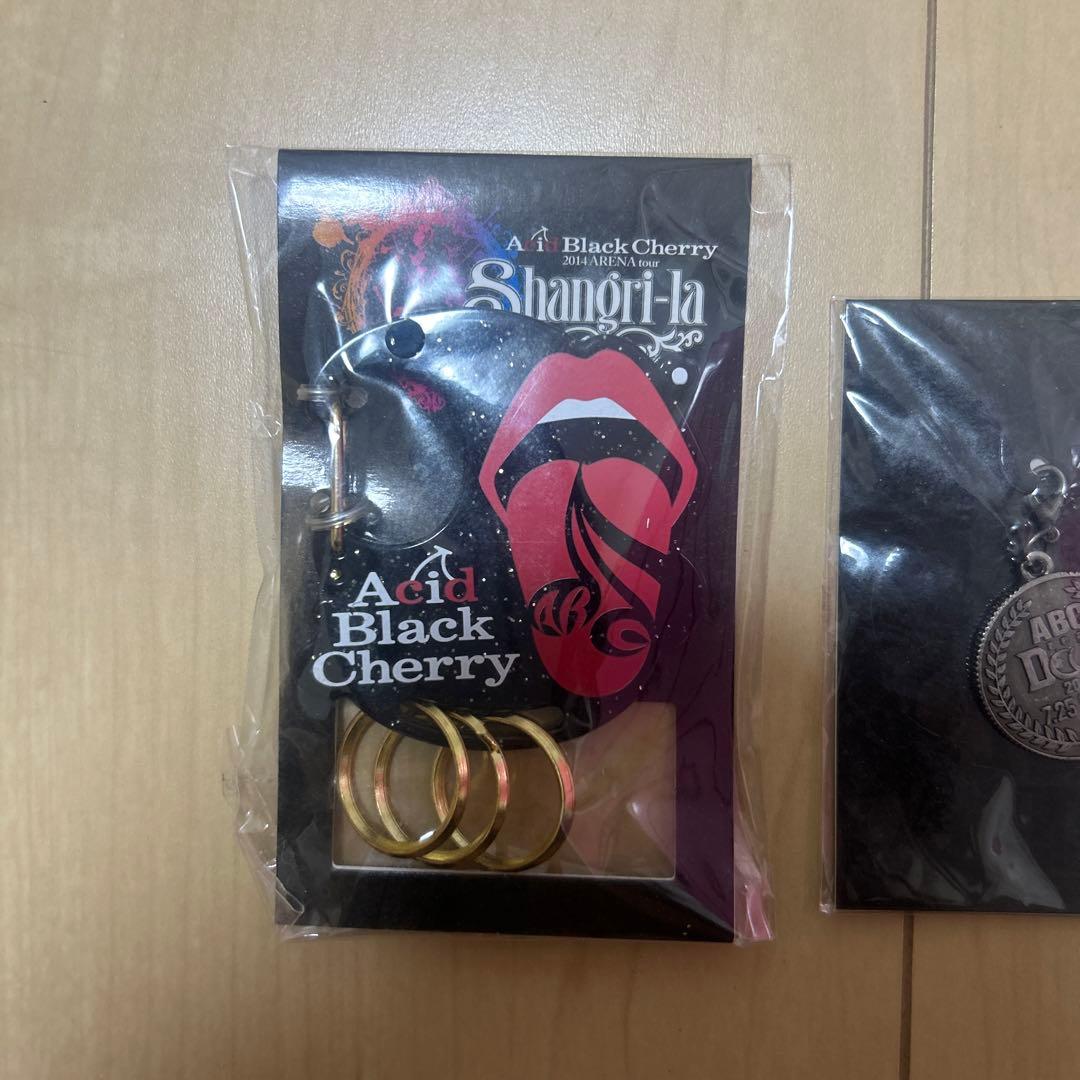 Acid Black Cherry
2014 ARENA tour
Shangri-la
Acid
Black
Cherry
ABC
ABC
7.25